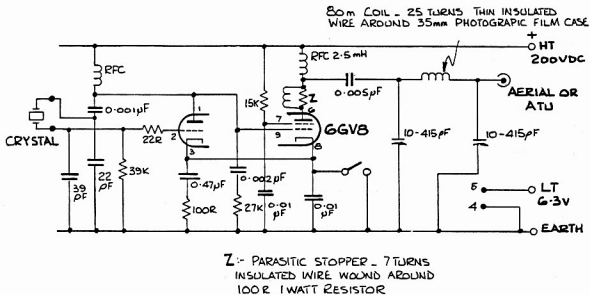 80m COIL - 25 TURNS THIN INSULATED
WIRE AROUND 35mm PHOTOGRAPIC FILM CASE
+
HT
200VDC
RFC
RFC 2·5mH
Z
0·005µF
AERIAL OR
ATU
0·001µF
15K
1
6
7
9
6GV8
CRYSTAL
22R
2
3
8
10-415pF
10-415pF
39
pF
22
pF
39K
0·47µF
0·002µF
100R
27K
0·01
µF
0·01
µF
5
4
LT
6·3V
EARTH
Z:- PARASITIC STOPPER - 7 TURNS
INSULATED WIRE WOUND AROUND
100R 1 WATT RESISTOR